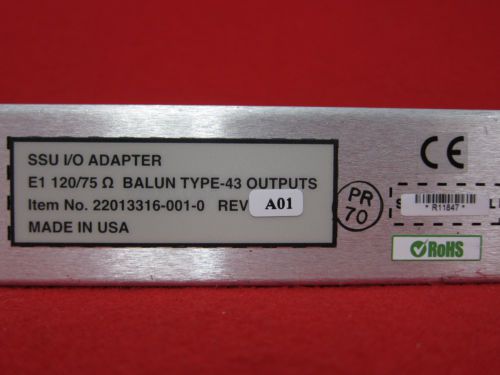 SSU I/O ADAPTER
E1 120/75 Ω BALUN TYPE-43 OUTPUTS
Item No. 22013316-001-0 REV A01
MADE IN USA
PR
70
CE
* R11847 *
RoHS